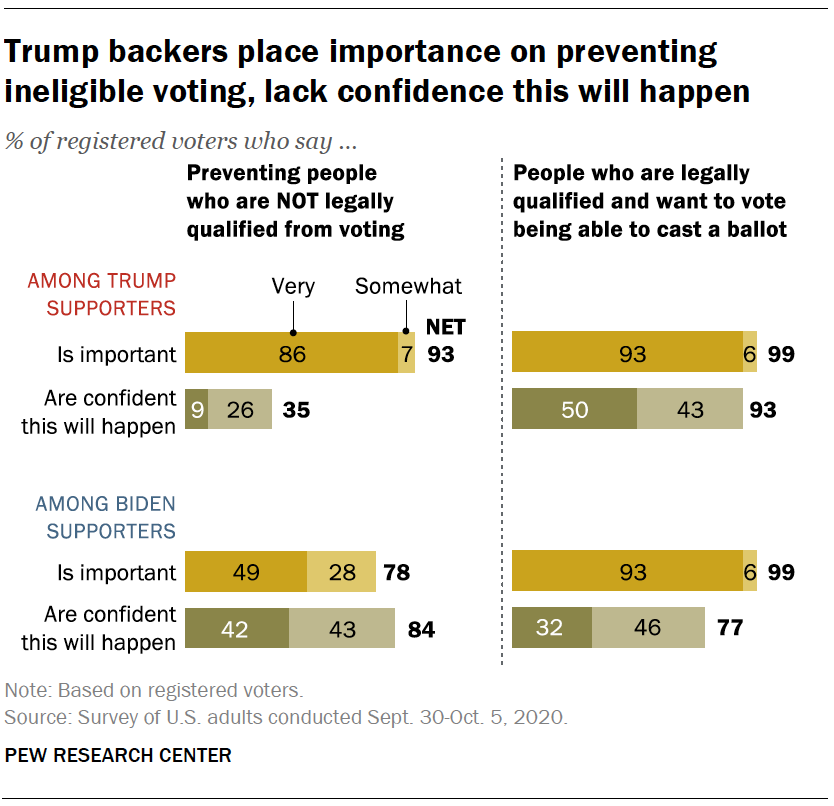 Trump backers place importance on preventing
ineligible voting, lack confidence this will happen
% of registered voters who say ...
Preventing people
who are NOT legally
qualified from voting
People who are legally
qualified and want to vote
being able to cast a ballot
AMONG TRUMP
SUPPORTERS
Very
Somewhat
NET
Is important
86
7
93
93
6
99
Are confident
this will happen
9
26
35
50
43
93
AMONG BIDEN
SUPPORTERS
Is important
49
28
78
93
6
99
Are confident
this will happen
42
43
84
32
46
77
Note: Based on registered voters.
Source: Survey of U.S. adults conducted Sept. 30-Oct. 5, 2020.
PEW RESEARCH CENTER